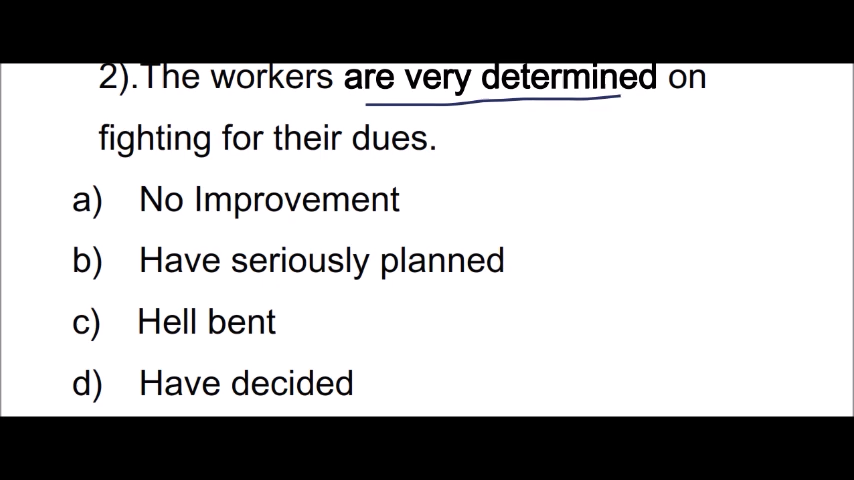 2).The workers are very determined on
fighting for their dues.
a) No Improvement
b) Have seriously planned
c) Hell bent
d) Have decided